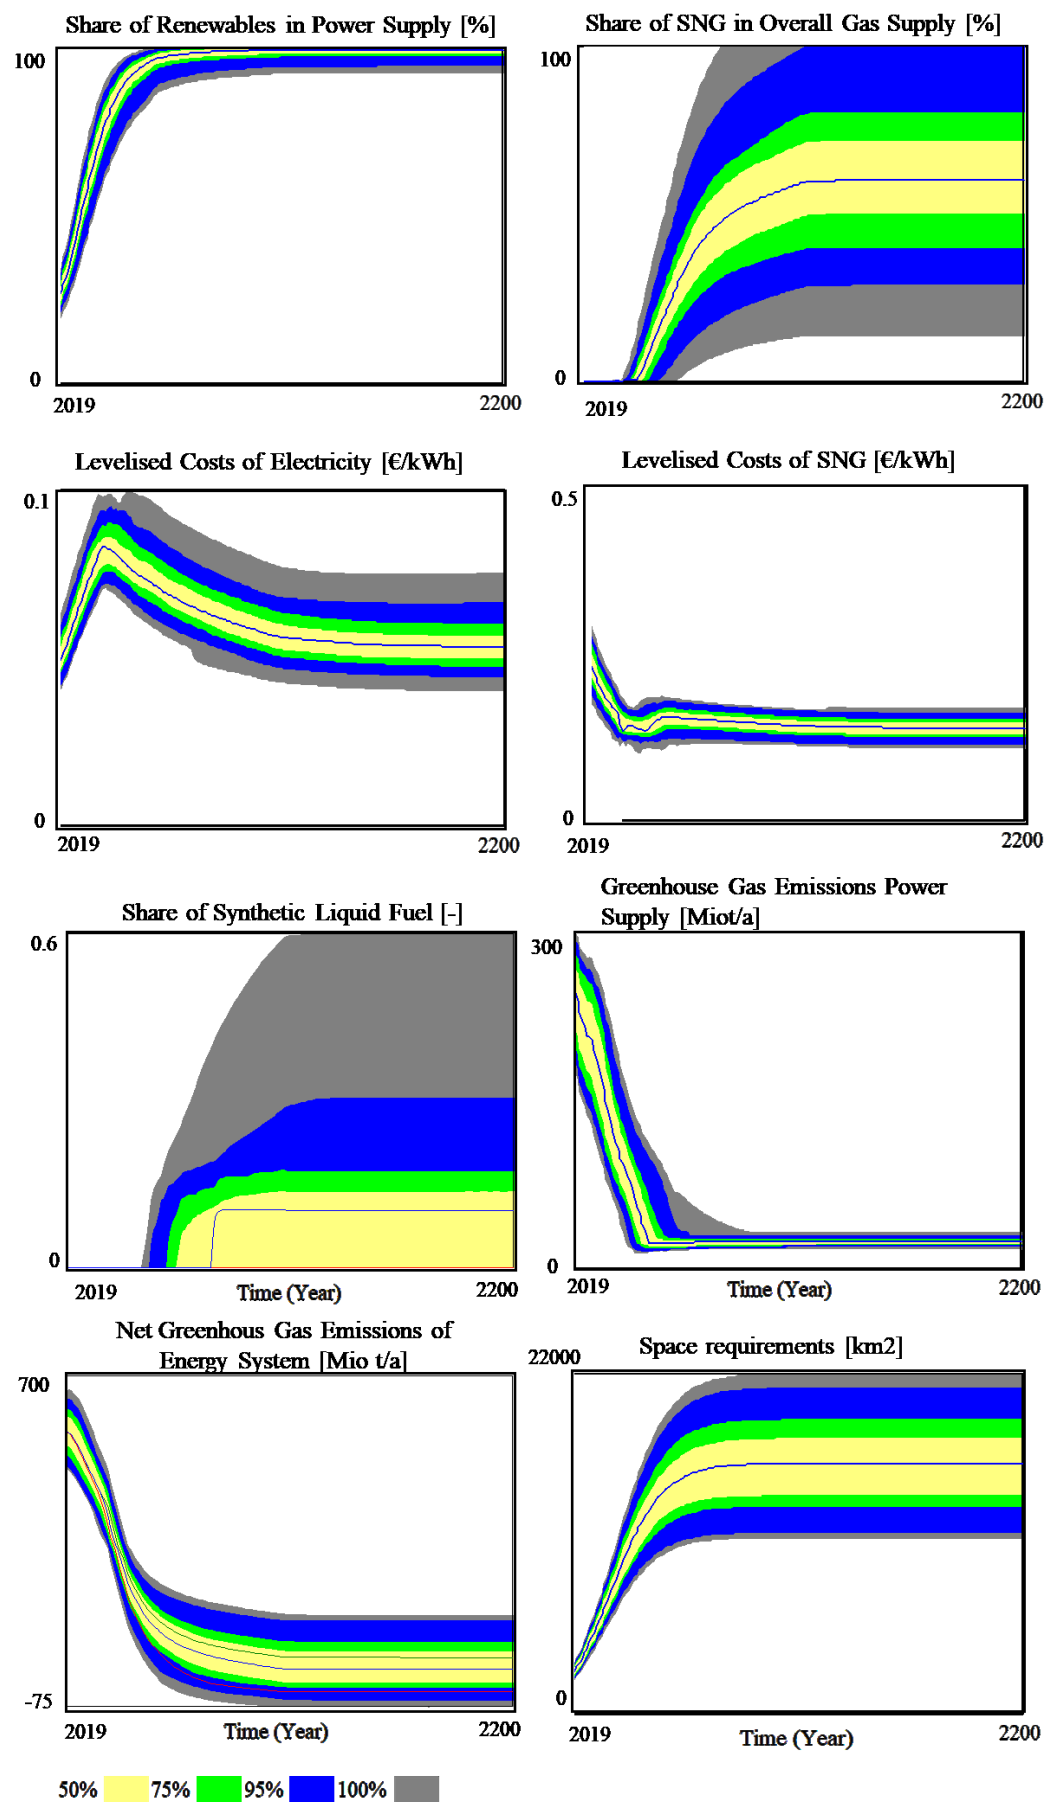 Share of Renewables in Power Supply [%]
100
0
2019
2200
Share of SNG in Overall Gas Supply [%]
100
0
2019
2200
Levelised Costs of Electricity [€/kWh]
0.1
0
2019
2200
Levelised Costs of SNG [€/kWh]
0.5
0
2019
2200
Share of Synthetic Liquid Fuel [-]
0.6
0
2019
Time (Year)
2200
Greenhouse Gas Emissions Power
Supply [Miot/a]
300
0
2019
Time (Year)
2200
Net Greenhous Gas Emissions of
Energy System [Mio t/a]
700
-75
2019
Time (Year)
2200
Space requirements [km2]
22000
0
2019
Time (Year)
2200
50% 75% 95% 100%